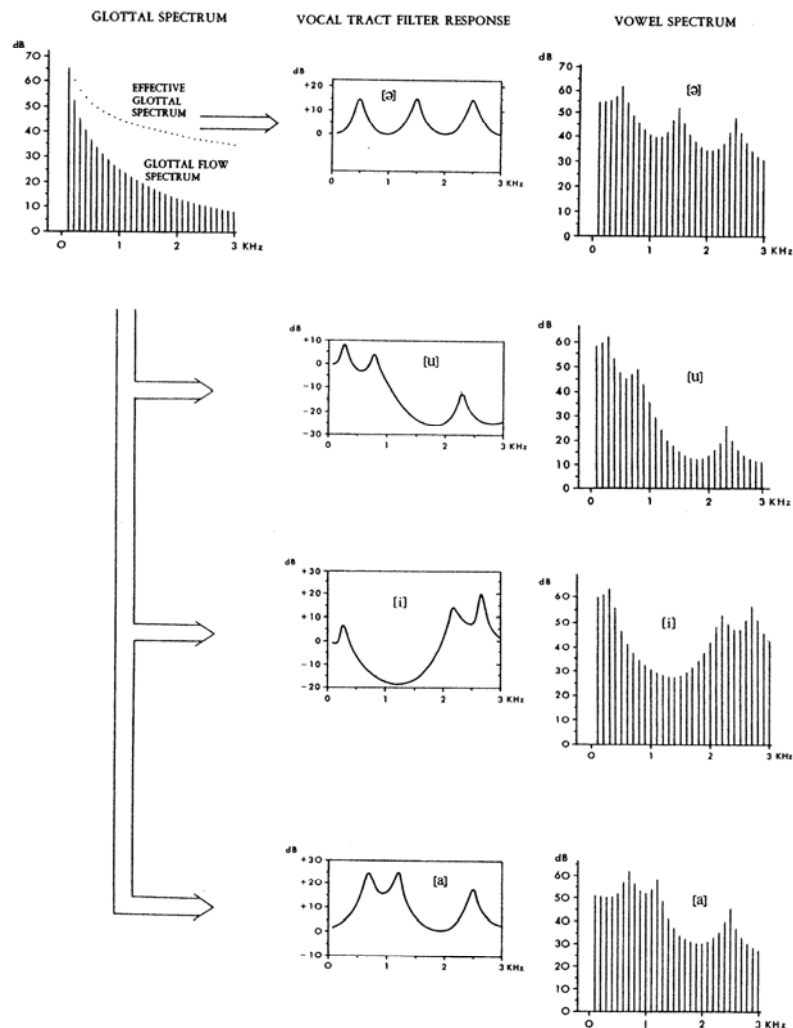 GLOTTAL SPECTRUM
VOCAL TRACT FILTER RESPONSE
VOWEL SPECTRUM
dB
70
60
50
40
30
20
10
0
EFFECTIVE
GLOTTAL
SPECTRUM
GLOTTAL FLOW
SPECTRUM
0
1
2
3 KHz
dB
+20
+10
0
[ə]
0
1
2
3
KHz
dB
70
60
50
40
30
20
10
0
[ə]
0
1
2
3 KHz
dB
+10
0
-10
-20
-30
[u]
0
1
2
3
KHz
dB
60
50
40
30
20
10
0
[u]
0
1
2
3 KHz
dB
+30
+20
+10
0
-10
-20
[i]
0
1
2
3
KHz
dB
60
50
40
30
20
10
0
[i]
0
1
2
3 KHz
dB
+30
+20
+10
0
-10
[a]
0
1
2
3
KHz
dB
60
50
40
30
20
10
0
[a]
0
1
2
3 KHz